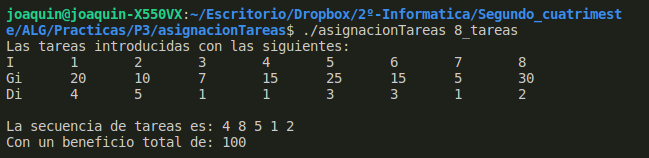 joaquin@joaquin-X550VX:~/Escritorio/Dropbox/2º-Informatica/Segundo_cuatrimest
e/ALG/Practicas/P3/asignacionTareas$ ./asignacionTareas 8_tareas
Las tareas introducidas con las siguientes:
I 1 2 3 4 5 6 7 8
Gi 20 10 7 15 25 15 5 30
Di 4 5 1 1 3 3 1 2
La secuencia de tareas es: 4 8 5 1 2
Con un beneficio total de: 100